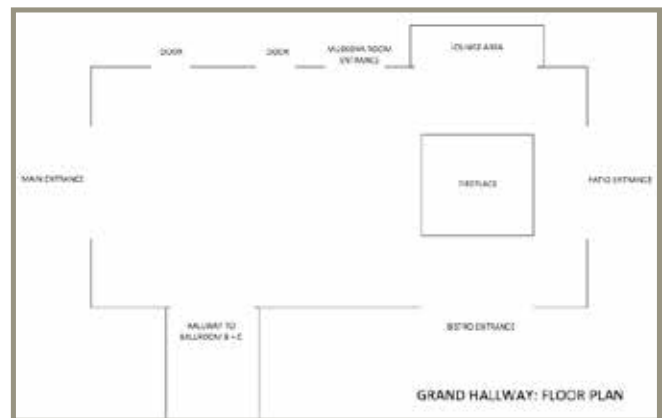 DOOR
DOOR
ROOM
ENTRANCE
LOUNGE AREA
MAIN ENTRANCE
FIREPLACE
PATIO ENTRANCE
HALLWAY TO
BALLROOM B + C
BISTRO ENTRANCE
GRAND HALLWAY: FLOOR PLAN